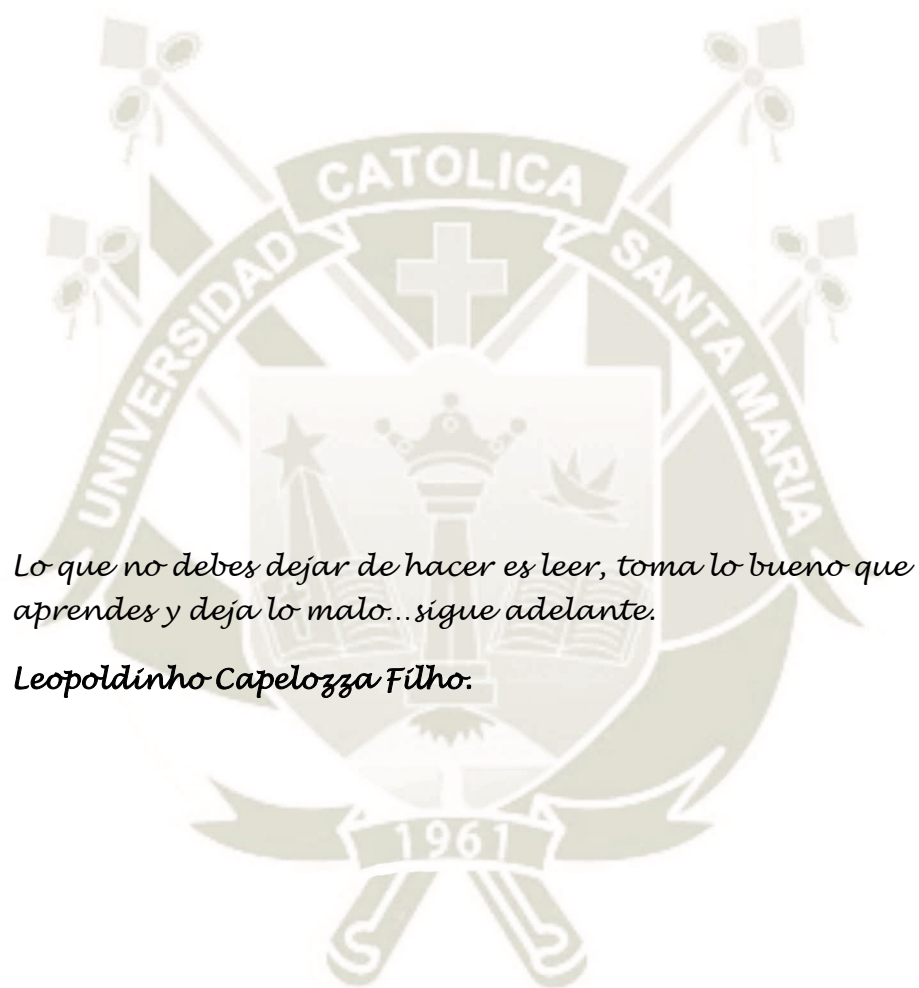 CATOLICA
UNIVERSIDAD
SANTA MARIA
Lo que no debes dejar de hacer es leer, toma lo bueno que
aprendes y deja lo malo...sigue adelante.
Leopoldinho Capelozza Filho.
1961